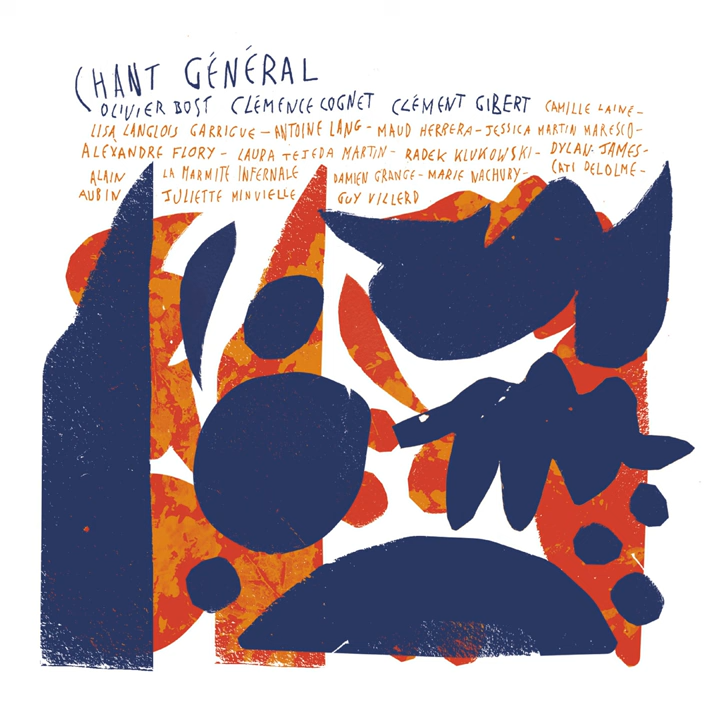 CHANT GÉNÉRAL
OLIVIER BOST CLÉMENCE COGNET CLÉMENT GIBERT CAMILLE LAINE-
LISA LANGLOIS GARRIGUE - ANTOINE LANG - MAUD HERRERA - JESSICA MARTIN MARESCO-
ALEXANDRE FLORY - LAURA TEJEDA MARTIN - RADEK KLUKOWSKI - DYLAN JAMES-
ALAIN LA MARMITE INFERNALE DAMIEN GRANGE - MARIE NACHURY - CATI DELOLME -
AUBIN JULIETTE MINVIELLE GUY VILLERD